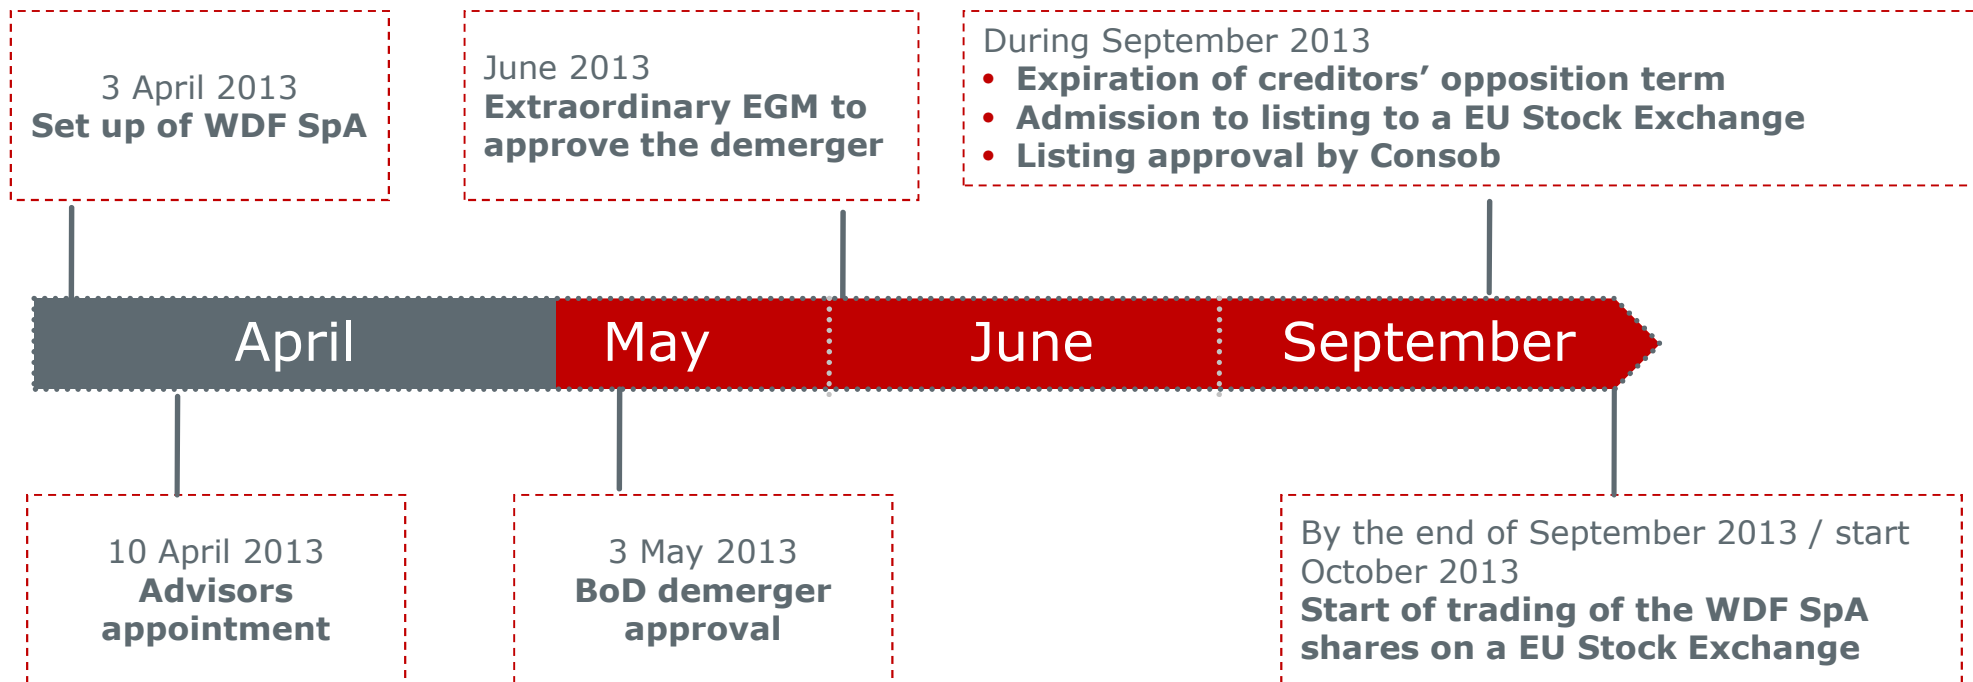 3 April 2013
Set up of WDF SpA
June 2013
Extraordinary EGM to
approve the demerger
During September 2013
• Expiration of creditors’ opposition term
• Admission to listing to a EU Stock Exchange
• Listing approval by Consob
April
May
June
September
10 April 2013
Advisors
appointment
3 May 2013
BoD demerger
approval
By the end of September 2013 / start
October 2013
Start of trading of the WDF SpA
shares on a EU Stock Exchange